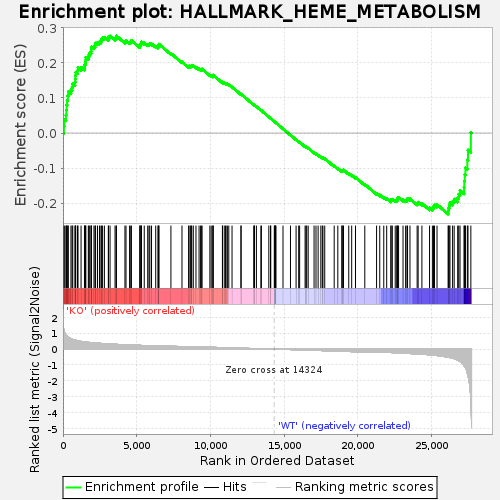 Enrichment plot: HALLMARK_HEME_METABOLISM
Enrichment score (ES)
0.3
0.2
0.1
0.0
-0.1
-0.2
'KO' (positively correlated)
Ranked list metric (Signal2Noise)
2
1
0
-1
-2
-3
-4
-5
Zero cross at 14324
'WT' (negatively correlated)
0
5,000
10,000
15,000
20,000
25,000
Rank in Ordered Dataset
Enrichment profile
Hits
Ranking metric scores